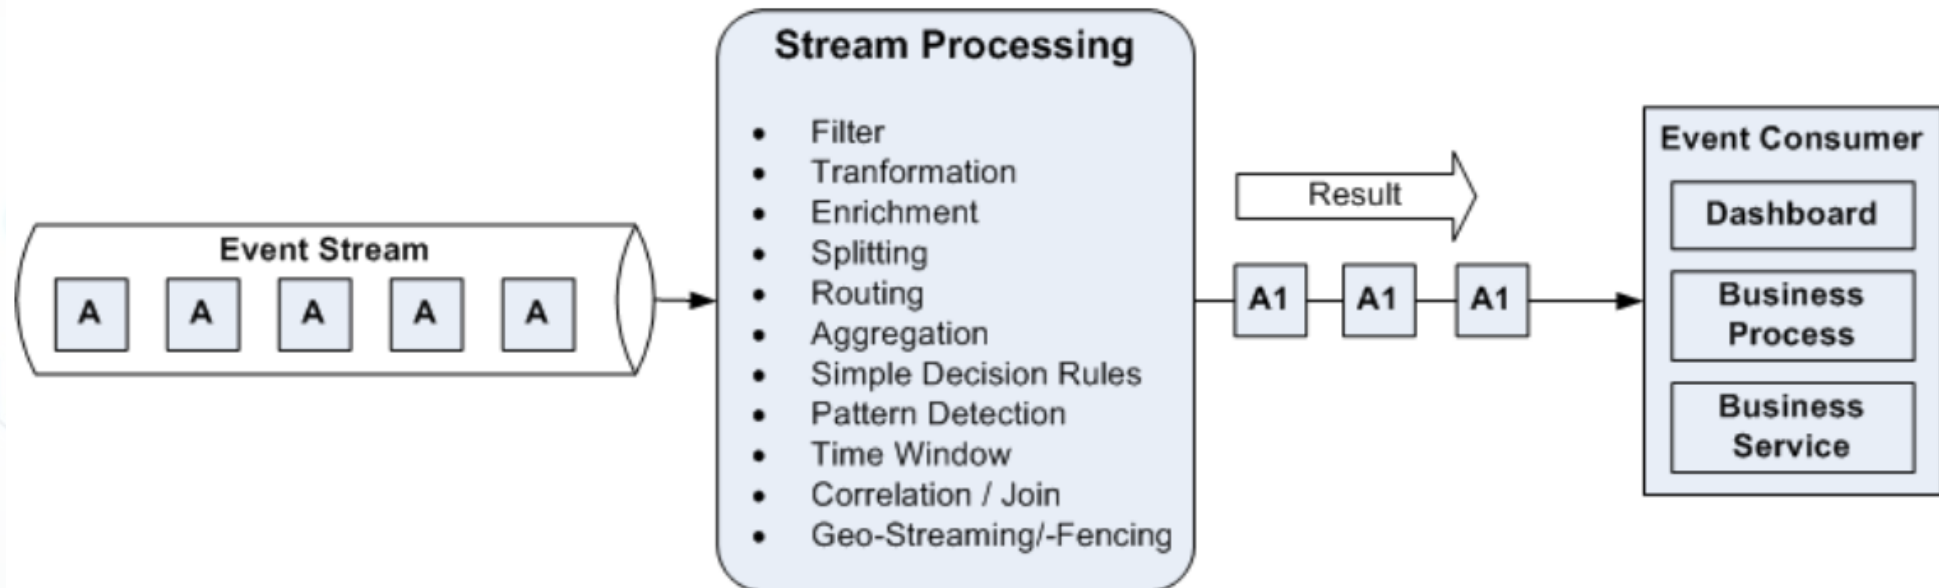 Stream Processing
• Filter
• Tranformation
• Enrichment
• Splitting
• Routing
• Aggregation
• Simple Decision Rules
• Pattern Detection
• Time Window
• Correlation / Join
• Geo-Streaming/-Fencing
Event Stream
A A A A A
Result
A1 A1 A1
Event Consumer
Dashboard
Business
Process
Business
Service